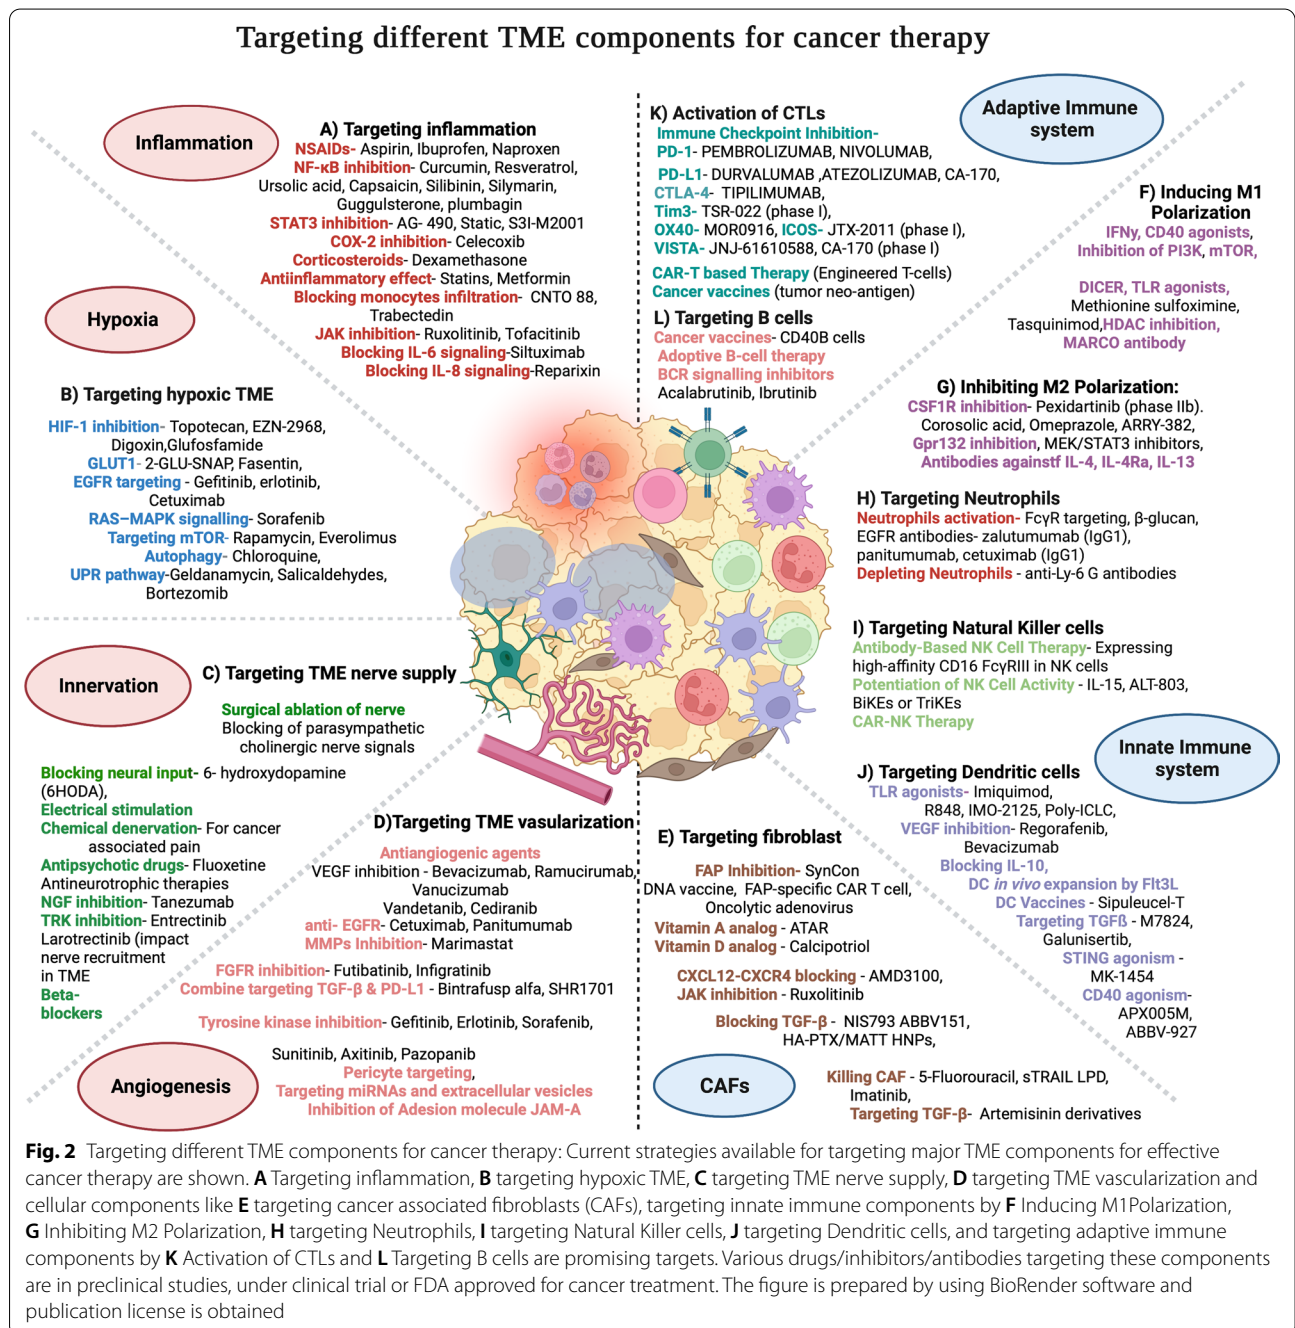 Targeting different TME components for cancer therapy
Inflammation
A) Targeting inflammation
NSAIDs- Aspirin, Ibuprofen, Naproxen
NF-κB inhibition- Curcumin, Resveratrol,
Ursolic acid, Capsaicin, Silibinin, Silymarin,
Guggulsterone, plumbagin
STAT3 inhibition- AG- 490, Static, S3I-M2001
COX-2 inhibition- Celecoxib
Corticosteroids- Dexamethasone
Antiinflammatory effect- Statins, Metformin
Blocking monocytes infiltration- CNTO 88,
Trabectedin
JAK inhibition- Ruxolitinib, Tofacitinib
Blocking IL-6 signaling-Siltuximab
Blocking IL-8 signaling-Reparixin
Hypoxia
B) Targeting hypoxic TME
HIF-1 inhibition- Topotecan, EZN-2968,
Digoxin,Glufosfamide
GLUT1- 2-GLU-SNAP, Fasentin,
EGFR targeting - Gefitinib, erlotinib,
Cetuximab
RAS–MAPK signalling- Sorafenib
Targeting mTOR- Rapamycin, Everolimus
Autophagy- Chloroquine,
UPR pathway-Geldanamycin, Salicaldehydes,
Bortezomib
Innervation
C) Targeting TME nerve supply
Surgical ablation of nerve
Blocking of parasympathetic
cholinergic nerve signals
Blocking neural input- 6- hydroxydopamine
(6HODA),
Electrical stimulation
Chemical denervation- For cancer
associated pain
Antipsychotic drugs- Fluoxetine
Antineurotrophic therapies
NGF inhibition- Tanezumab
TRK inhibition- Entrectinib
Larotrectinib (impact
nerve recruitment
in TME
Beta-
blockers
D)Targeting TME vasularization
Antiangiogenic agents
VEGF inhibition - Bevacizumab, Ramucirumab,
Vanucizumab
Vandetanib, Cediranib
anti- EGFR- Cetuximab, Panitumumab
MMPs Inhibition- Marimastat
FGFR inhibition- Futibatinib, Infigratinib
Combine targeting TGF-β & PD-L1 - Bintrafusp alfa, SHR1701
Tyrosine kinase inhibition- Gefitinib, Erlotinib, Sorafenib,
Sunitinib, Axitinib, Pazopanib
Pericyte targeting,
Targeting miRNAs and extracellular vesicles
Inhibition of Adesion molecule JAM-A
Angiogenesis
K) Activation of CTLs
Immune Checkpoint Inhibition-
PD-1- PEMBROLIZUMAB, NIVOLUMAB,
PD-L1- DURVALUMAB ,ATEZOLIZUMAB, CA-170,
CTLA-4- TIPILIMUMAB,
Tim3- TSR-022 (phase I),
OX40- MOR0916, ICOS- JTX-2011 (phase I),
VISTA- JNJ-61610588, CA-170 (phase I)
CAR-T based Therapy (Engineered T-cells)
Cancer vaccines (tumor neo-antigen)
L) Targeting B cells
Cancer vaccines- CD40B cells
Adoptive B-cell therapy
BCR signalling inhibitors
Acalabrutinib, Ibrutinib
Adaptive Immune
system
F) Inducing M1
Polarization
IFNγ, CD40 agonists,
Inhibition of PI3K, mTOR,
DICER, TLR agonists,
Methionine sulfoximine,
Tasquinimod,HDAC inhibition,
MARCO antibody
G) Inhibiting M2 Polarization:
CSF1R inhibition- Pexidartinib (phase IIb).
Corosolic acid, Omeprazole, ARRY-382,
Gpr132 inhibition, MEK/STAT3 inhibitors,
Antibodies againstf IL-4, IL-4Ra, IL-13
H) Targeting Neutrophils
Neutrophils activation- FcγR targeting, β-glucan,
EGFR antibodies- zalutumumab (IgG1),
panitumumab, cetuximab (IgG1)
Depleting Neutrophils - anti-Ly-6 G antibodies
I) Targeting Natural Killer cells
Antibody-Based NK Cell Therapy- Expressing
high-affinity CD16 FcγRIII in NK cells
Potentiation of NK Cell Activity - IL-15, ALT-803,
BiKEs or TriKEs
CAR-NK Therapy
Innate Immune
system
J) Targeting Dendritic cells
TLR agonists- Imiquimod,
R848, IMO-2125, Poly-ICLC,
VEGF inhibition- Regorafenib,
Bevacizumab
Blocking IL-10,
DC in vivo expansion by Flt3L
DC Vaccines - Sipuleucel-T
Targeting TGFß - M7824,
Galunisertib,
STING agonism -
MK-1454
CD40 agonism-
APX005M,
ABBV-927
E) Targeting fibroblast
FAP Inhibition- SynCon
DNA vaccine, FAP-specific CAR T cell,
Oncolytic adenovirus
Vitamin A analog - ATAR
Vitamin D analog - Calcipotriol
CXCL12-CXCR4 blocking - AMD3100,
JAK inhibition - Ruxolitinib
Blocking TGF-β - NIS793 ABBV151,
HA-PTX/MATT HNPs,
CAFs
Killing CAF - 5-Fluorouracil, sTRAIL LPD,
Imatinib,
Targeting TGF-β- Artemisinin derivatives
Fig. 2 Targeting different TME components for cancer therapy: Current strategies available for targeting major TME components for effective
cancer therapy are shown. A Targeting inflammation, B targeting hypoxic TME, C targeting TME nerve supply, D targeting TME vascularization and
cellular components like E targeting cancer associated fibroblasts (CAFs), targeting innate immune components by F Inducing M1Polarization,
G Inhibiting M2 Polarization, H targeting Neutrophils, I targeting Natural Killer cells, J targeting Dendritic cells, and targeting adaptive immune
components by K Activation of CTLs and L Targeting B cells are promising targets. Various drugs/inhibitors/antibodies targeting these components
are in preclinical studies, under clinical trial or FDA approved for cancer treatment. The figure is prepared by using BioRender software and
publication license is obtained